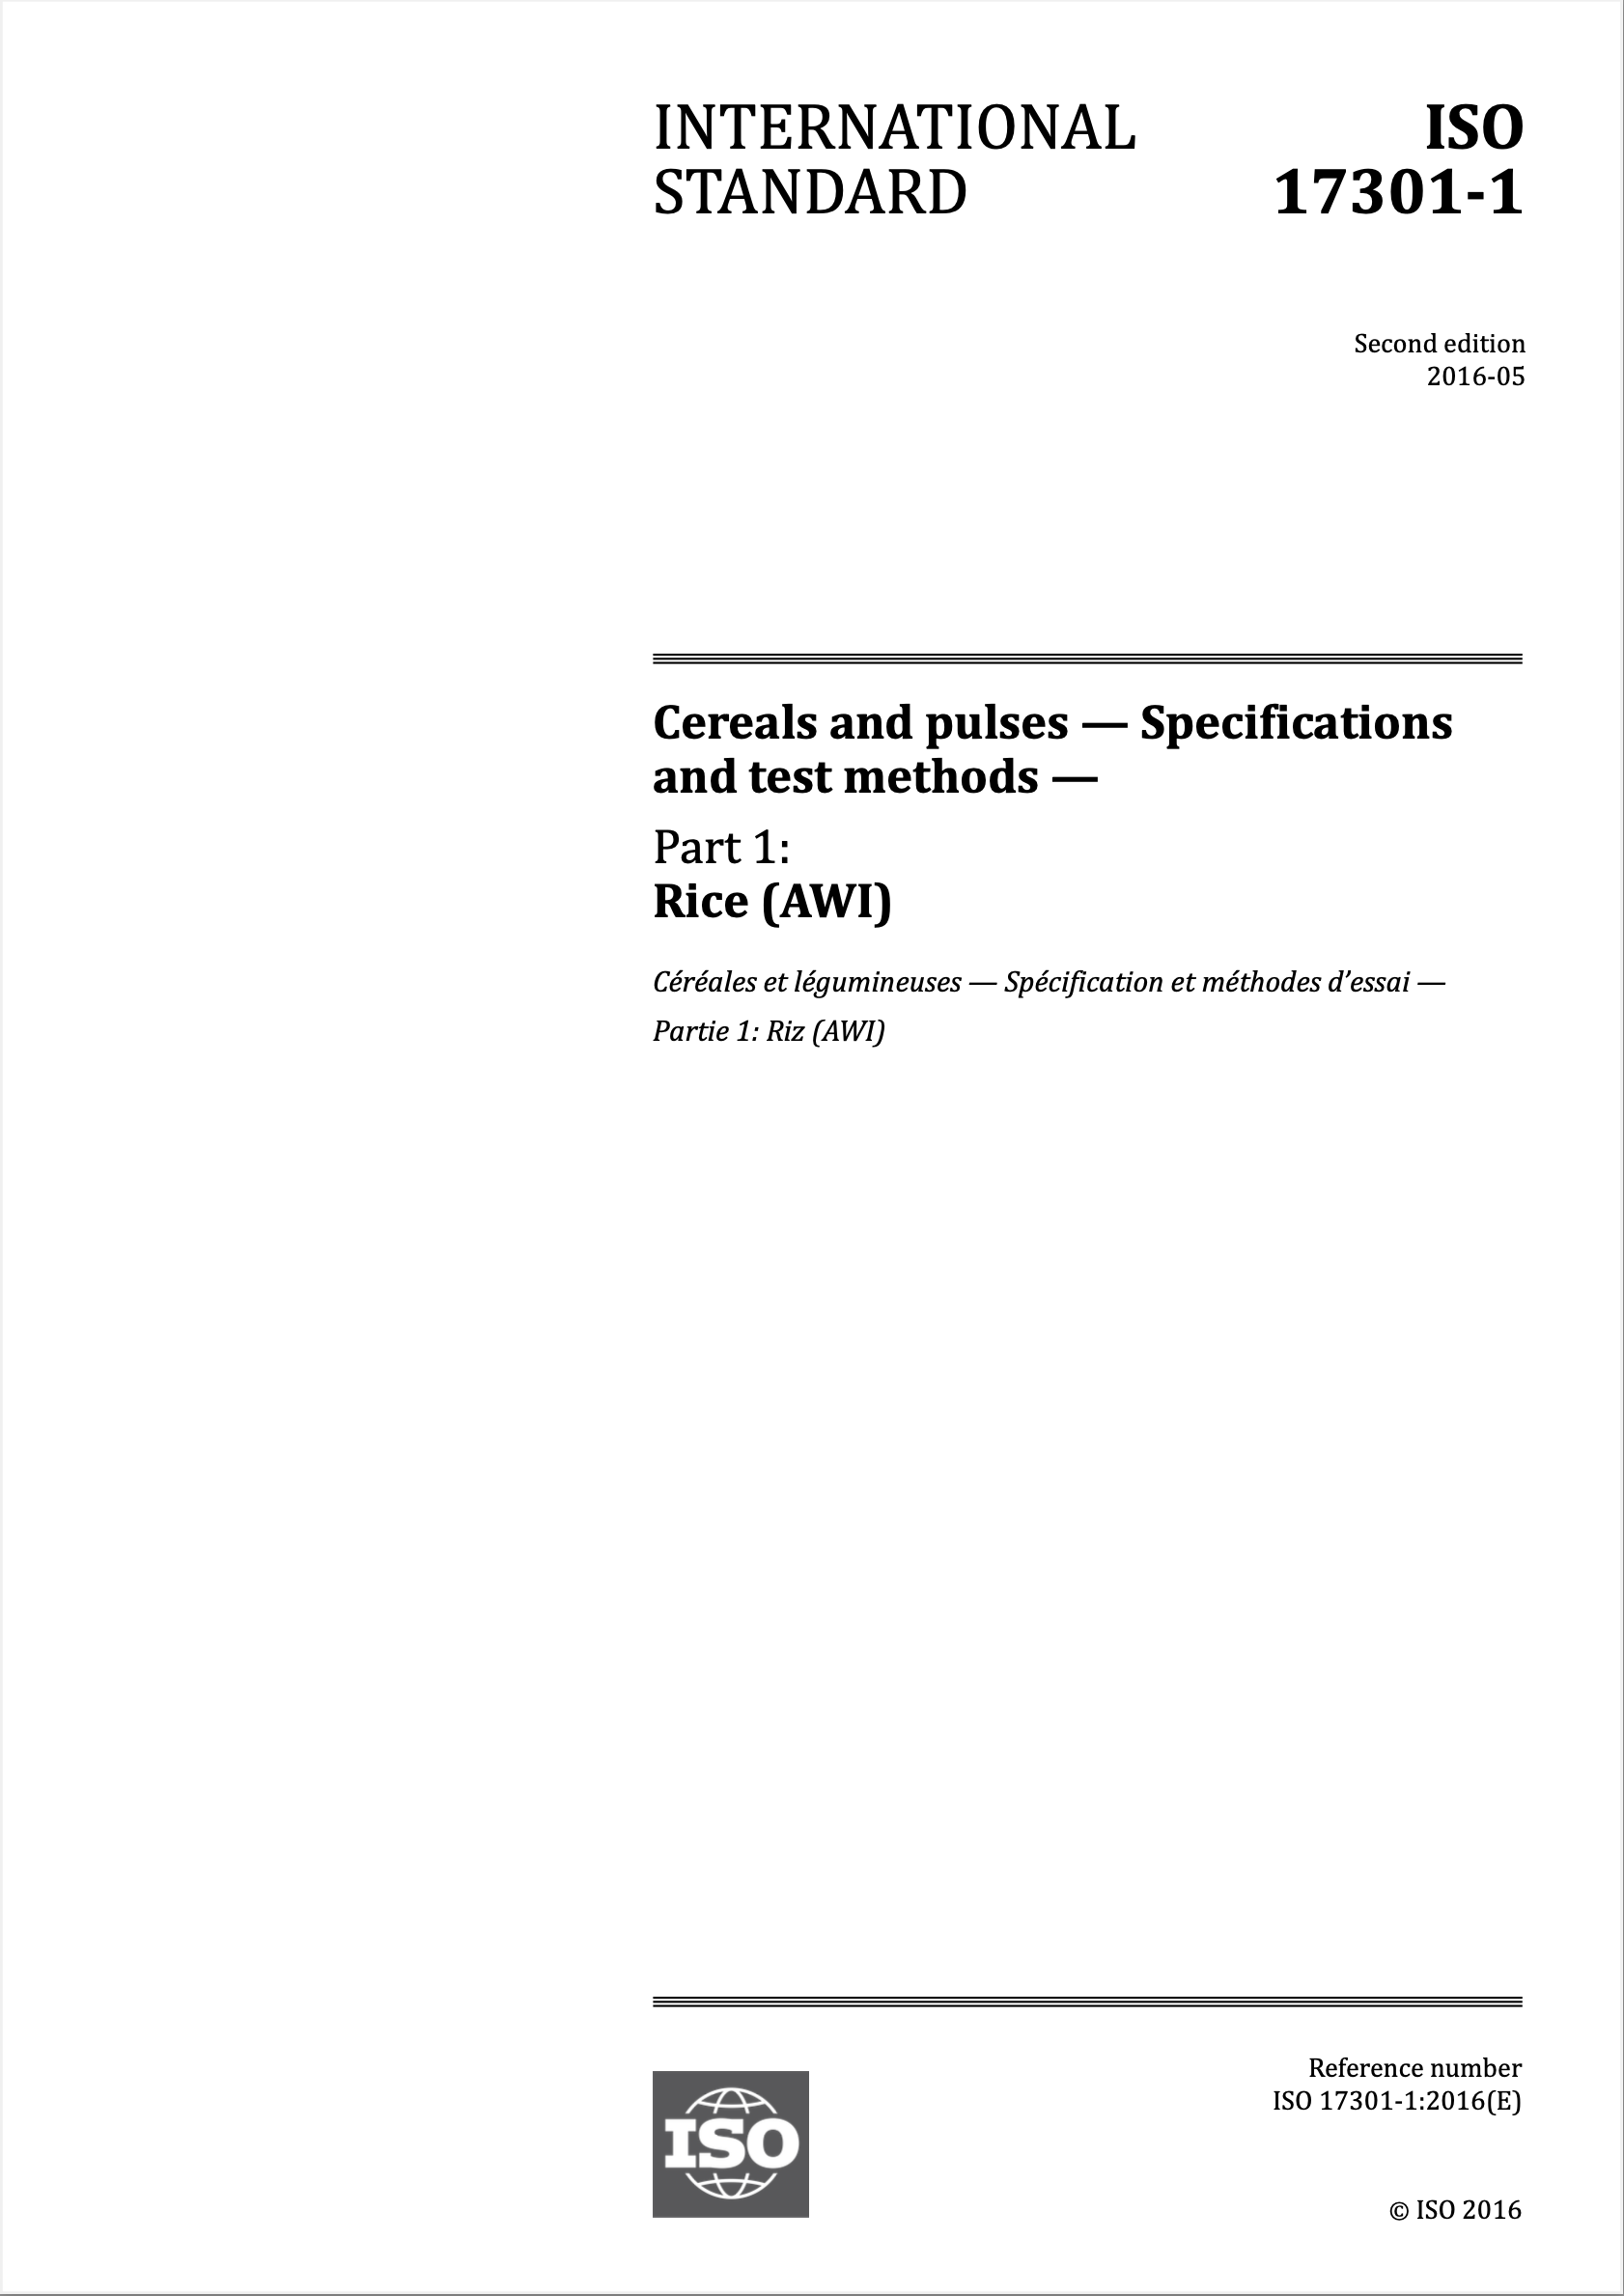 INTERNATIONAL STANDARD
ISO 17301-1
Second edition
2016-05
Cereals and pulses — Specifications
and test methods —
Part 1:
Rice (AWI)
Céréales et légumineuses — Spécification et méthodes d’essai —
Partie 1: Riz (AWI)
ISO
Reference number
ISO 17301-1:2016(E)
© ISO 2016